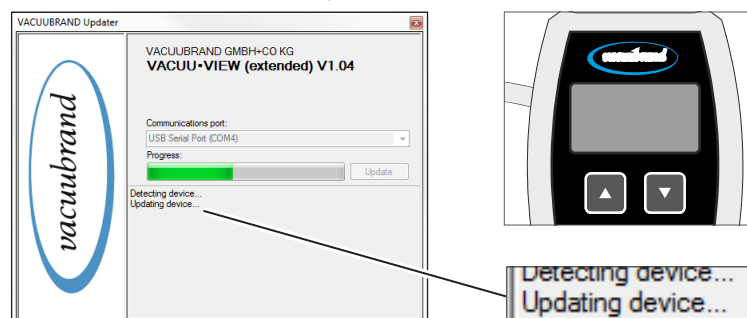 VACUUBRAND Updater
vacuubrand
VACUUBRAND GMBH+CO KG
VACUU•VIEW (extended) V1.04
Communications port:
USB Serial Port (COM4)
Progress:
Update
Detecting device...
Updating device...
vacuubrand
Detecting device...
Updating device...